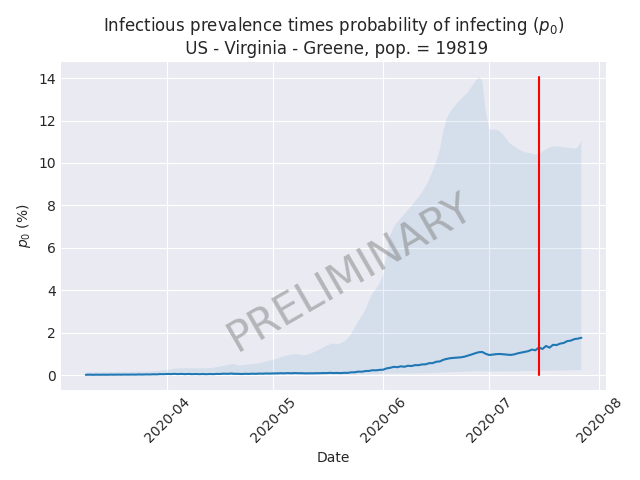 Infectious prevalence times probability of infecting (p₀)
US - Virginia - Greene, pop. = 19819
14
12
10
8
6
4
2
0
p₀ (%)
PRELIMINARY
2020-04
2020-05
2020-06
2020-07
2020-08
Date